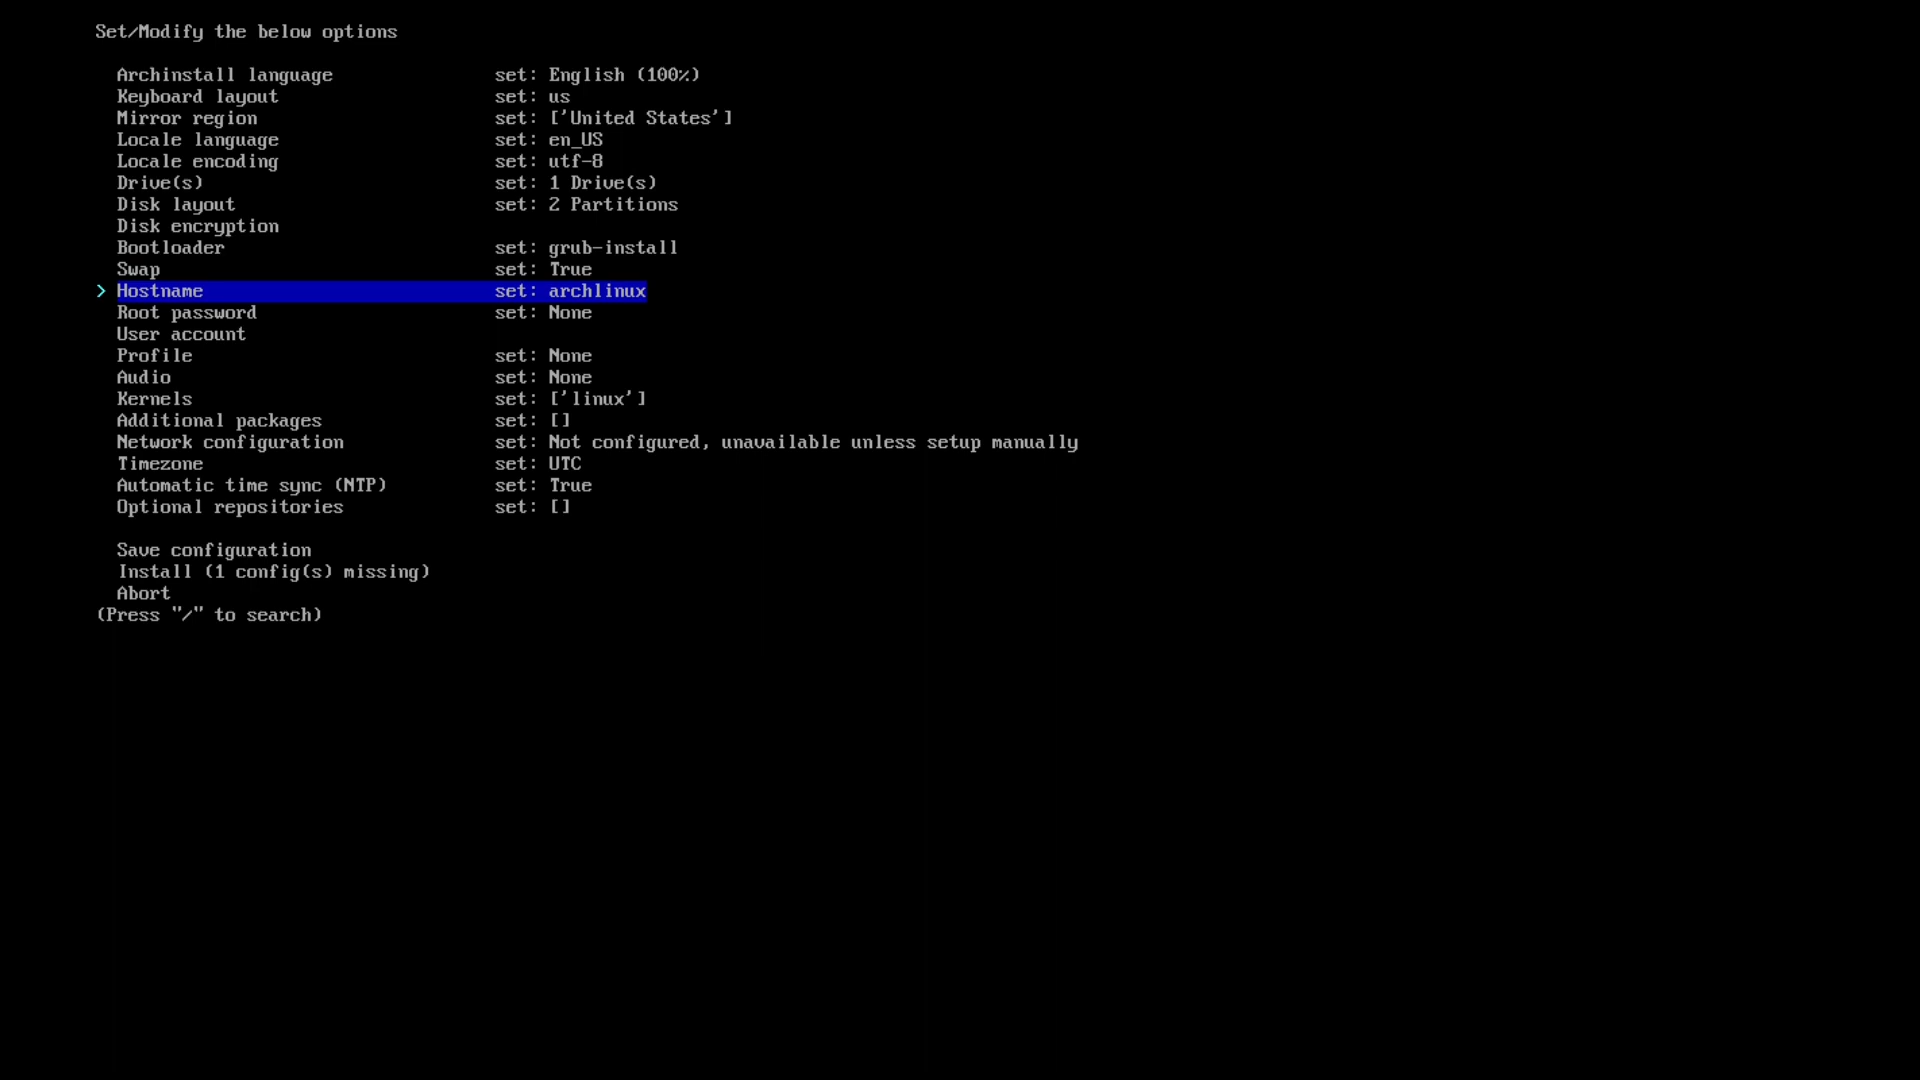 Set/Modify the below options
Archinstall language set: English (100%)
Keyboard layout set: us
Mirror region set: ['United States']
Locale language set: en_US
Locale encoding set: utf-8
Drive(s) set: 1 Drive(s)
Disk layout set: 2 Partitions
Disk encryption
Bootloader set: grub-install
Swap set: True
> Hostname set: archlinux
Root password set: None
User account
Profile set: None
Audio set: None
Kernels set: ['linux']
Additional packages set: []
Network configuration set: Not configured, unavailable unless setup manually
Timezone set: UTC
Automatic time sync (NTP) set: True
Optional repositories set: []
Save configuration
Install (1 config(s) missing)
Abort
(Press "/" to search)